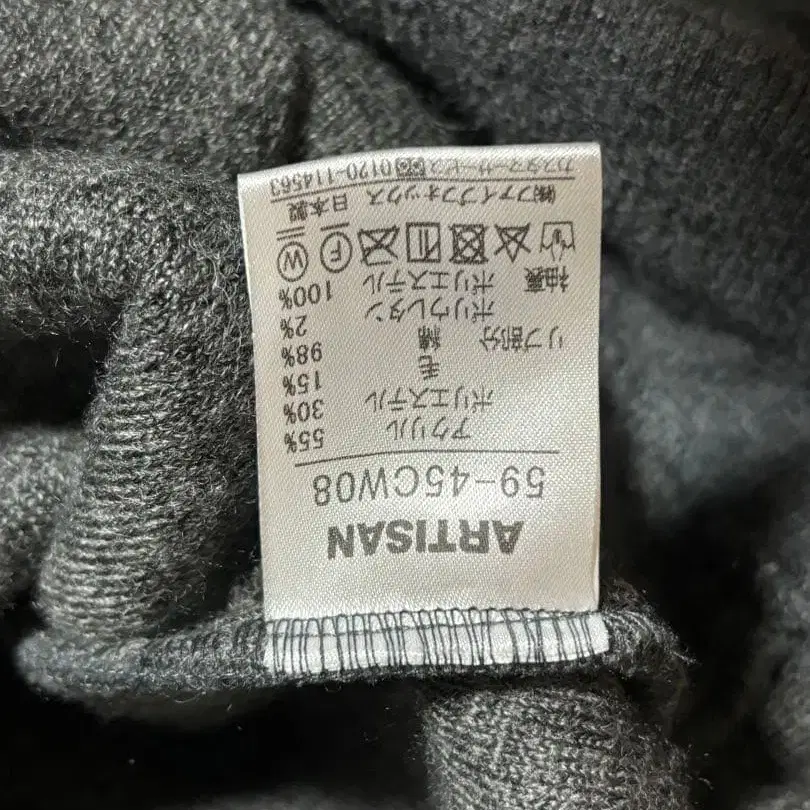 ARTISAN
59-45CW08
アクリル 55%
ポリエステル 30%
毛 15%
リブ部分 綿 98%
ポリウレタン 2%
袖裏 ポリエステル 100%
F W
㈱ファイブフォックス 日本製
カスタマーサービス 0120-114563